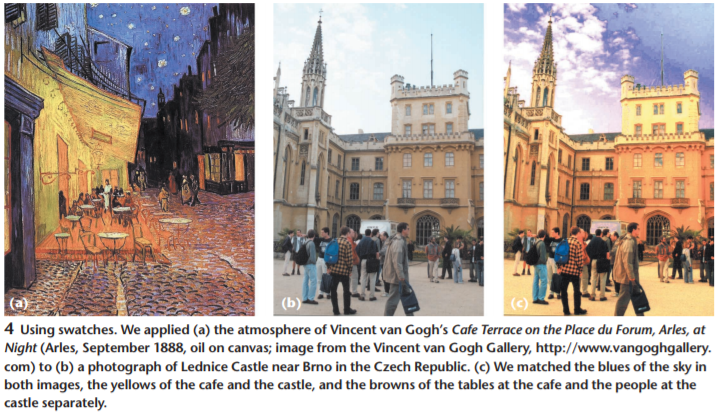 (a)
(b)
(c)
4 Using swatches. We applied (a) the atmosphere of Vincent van Gogh's Cafe Terrace on the Place du Forum, Arles, at
Night (Arles, September 1888, oil on canvas; image from the Vincent van Gogh Gallery, http://www.vangoghgallery.
com) to (b) a photograph of Lednice Castle near Brno in the Czech Republic. (c) We matched the blues of the sky in
both images, the yellows of the cafe and the castle, and the browns of the tables at the cafe and the people at the
castle separately.